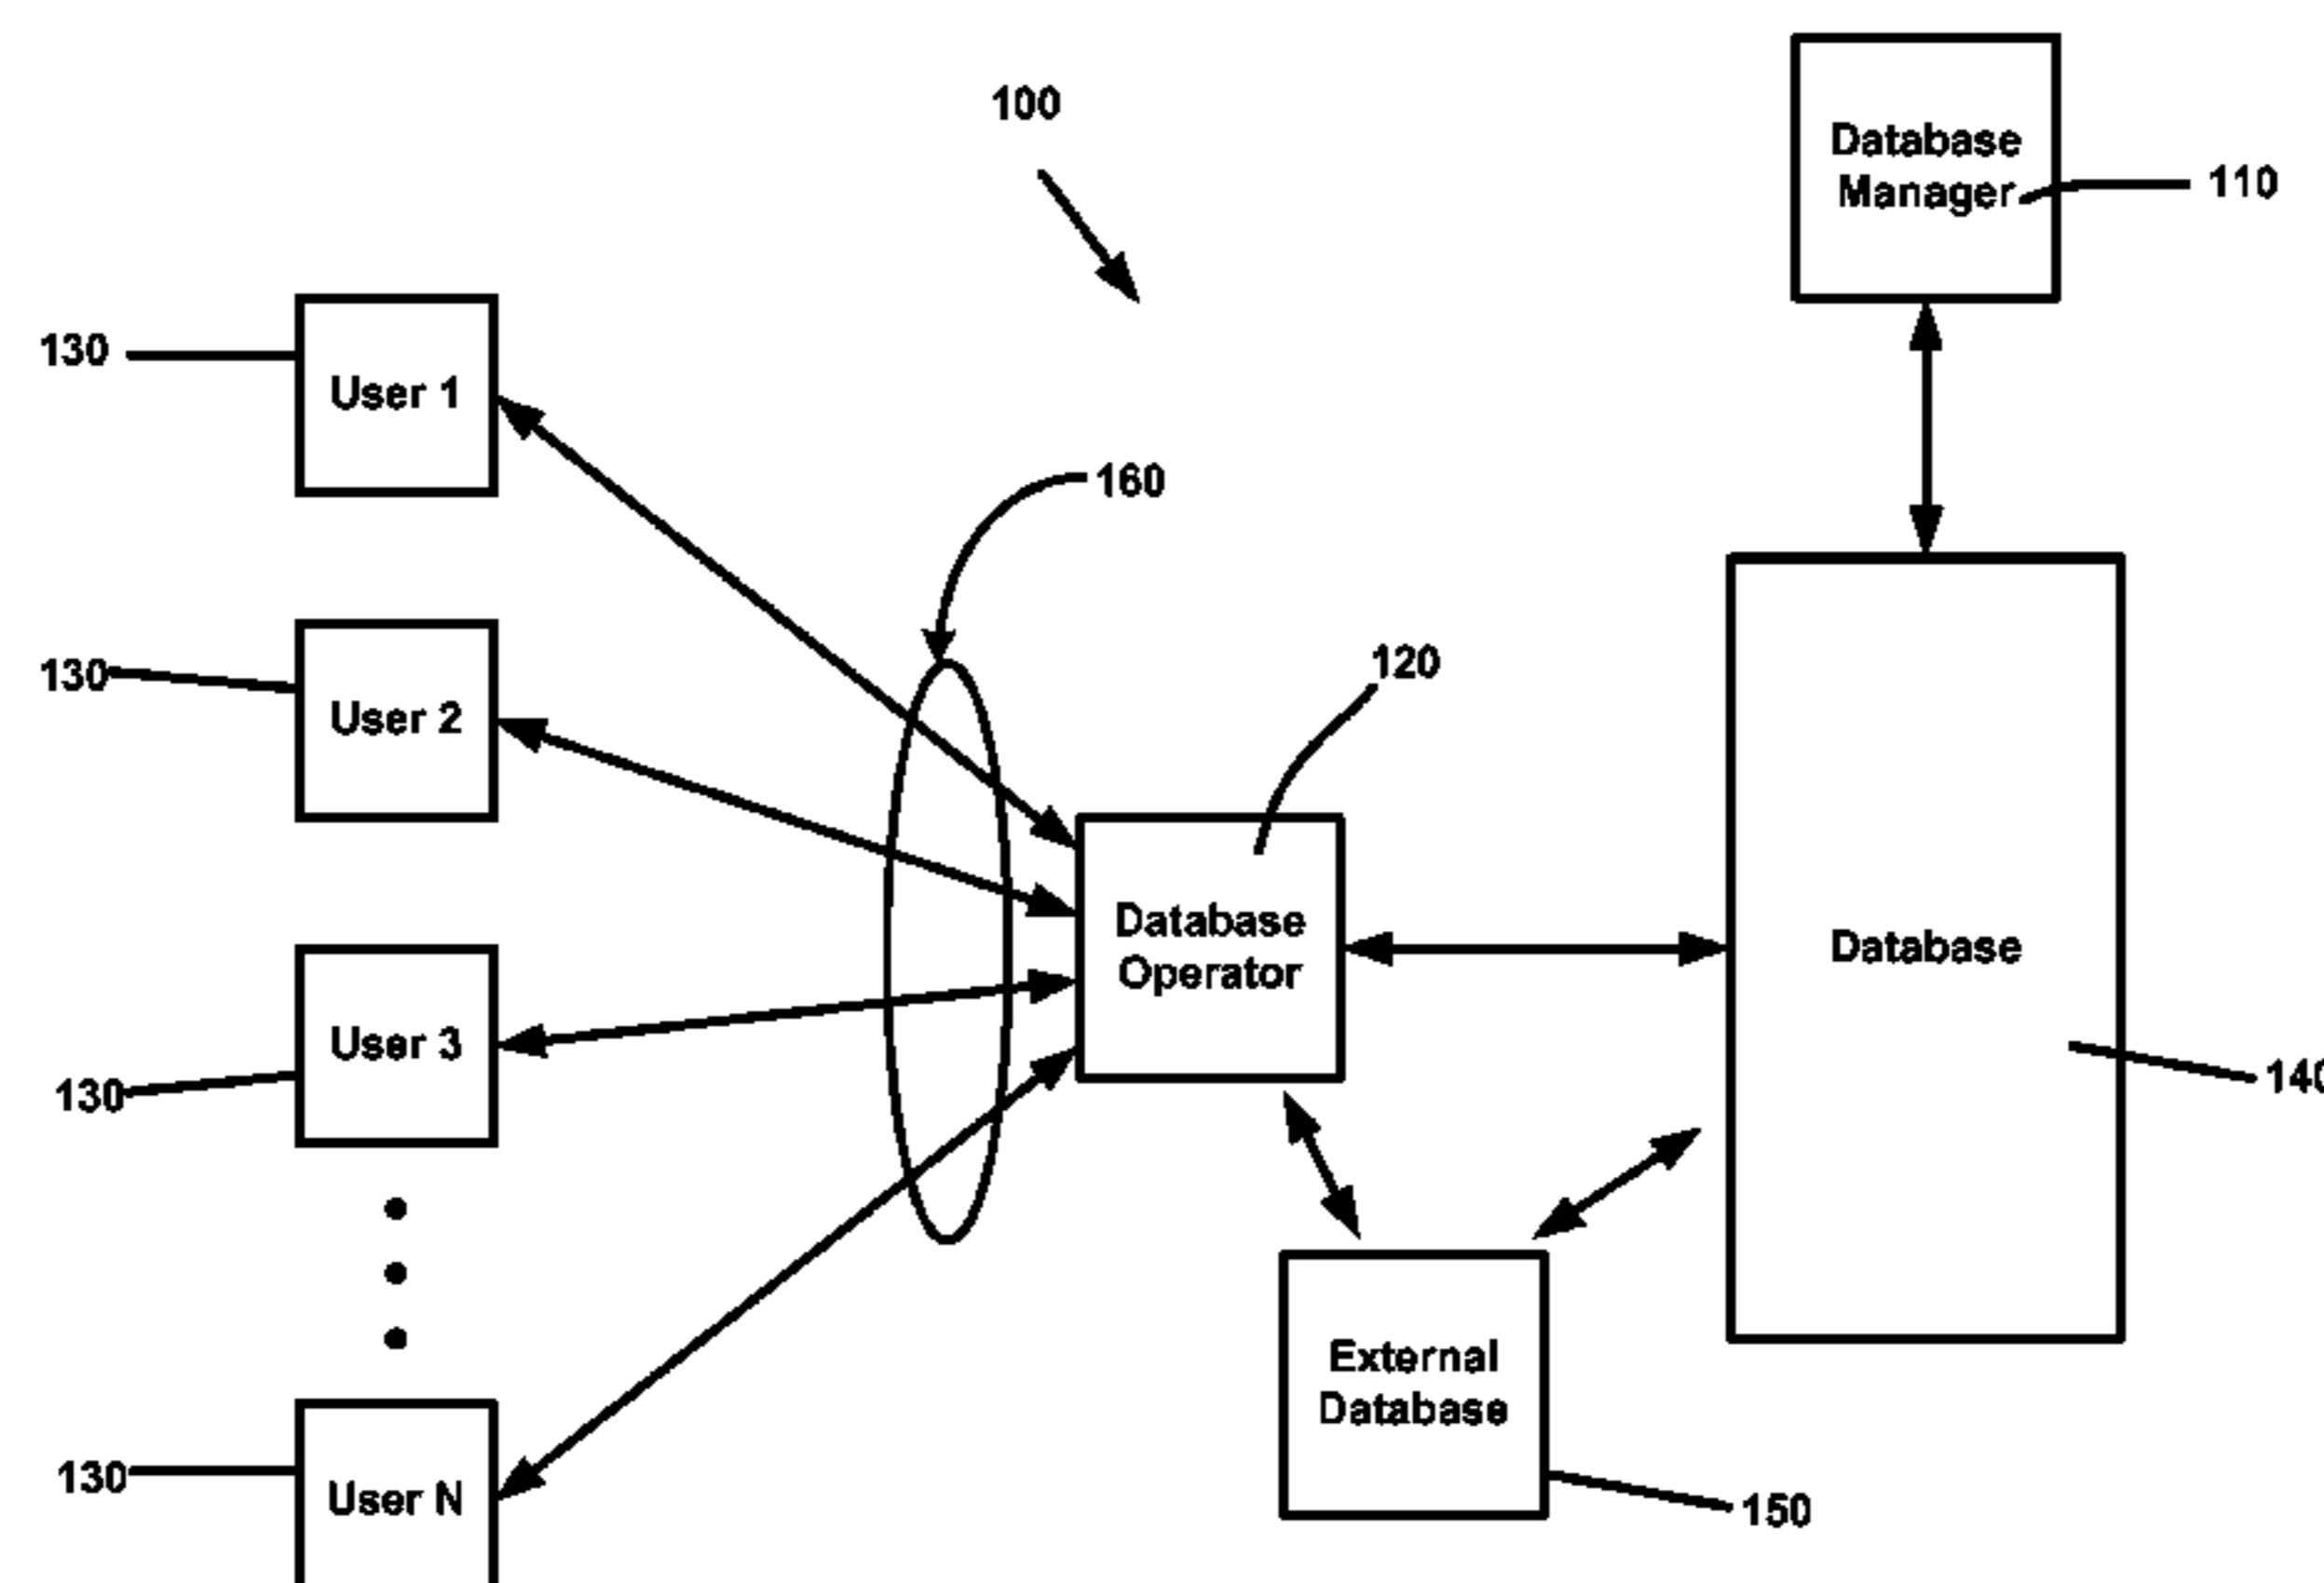 100
Database
Manager
110
130
User 1
160
130
User 2
120
Database
Operator
Database
User 3
130
140
External
Database
130
User N
150